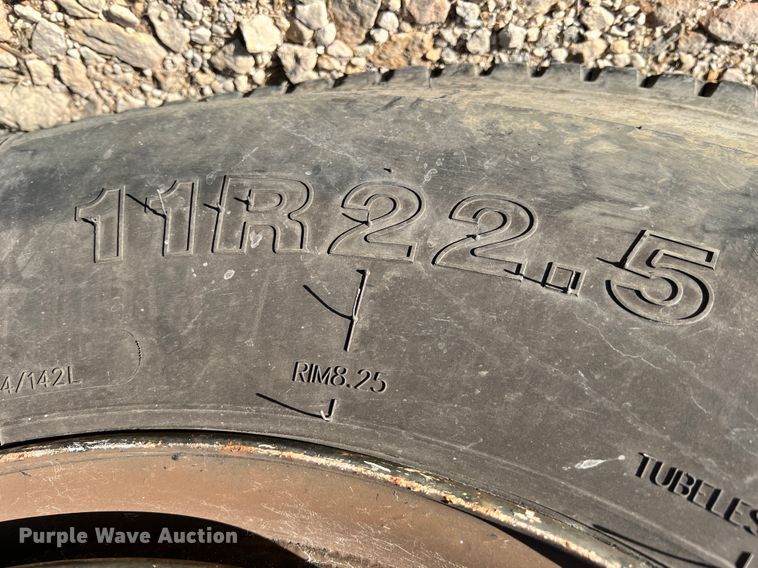 11R22.5
4/142L
RIM8.25
TUBELES
Purple Wave Auction